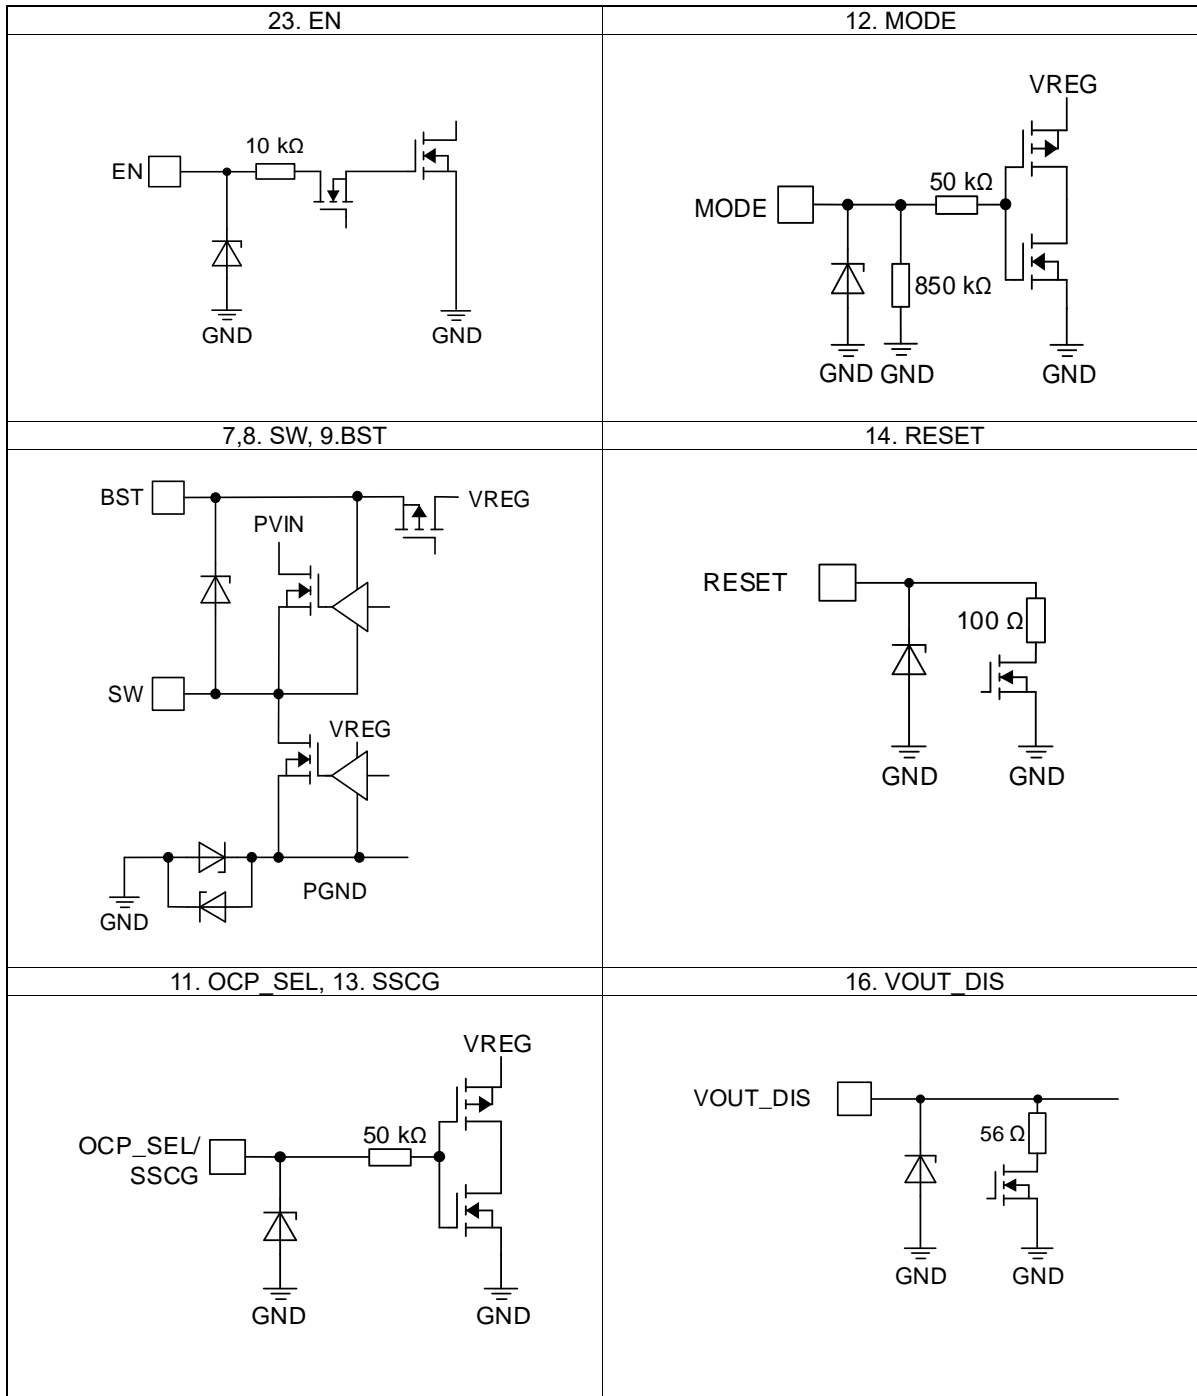 23. EN
12. MODE
EN
10 kΩ
GND
GND
VREG
MODE
50 kΩ
850 kΩ
GND
GND
GND
7,8. SW, 9.BST
14. RESET
BST
VREG
PVIN
SW
VREG
PGND
GND
RESET
100 Ω
GND
GND
11. OCP_SEL, 13. SSCG
16. VOUT_DIS
VREG
OCP_SEL/
SSCG
50 kΩ
GND
GND
VOUT_DIS
56 Ω
GND
GND